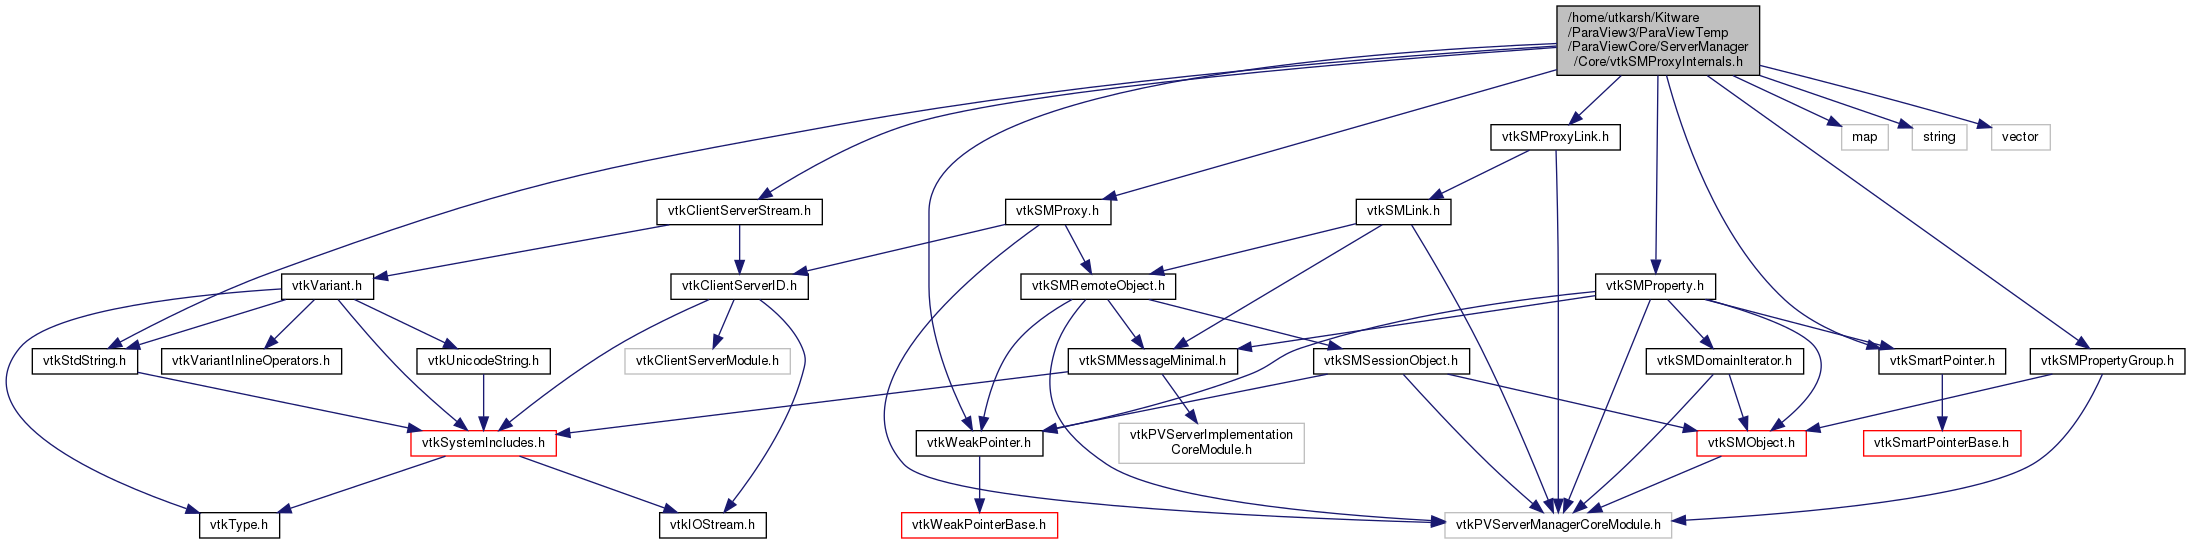 /home/utkarsh/Kitware
/ParaView3/ParaViewTemp
/ParaViewCore/ServerManager
/Core/vtkSMProxyInternals.h
vtkSMProxyLink.h
map
string
vector
vtkClientServerStream.h
vtkSMProxy.h
vtkSMLink.h
vtkVariant.h
vtkClientServerID.h
vtkSMRemoteObject.h
vtkSMProperty.h
vtkStdString.h
vtkVariantInlineOperators.h
vtkUnicodeString.h
vtkClientServerModule.h
vtkSMMessageMinimal.h
vtkSMSessionObject.h
vtkSMDomainIterator.h
vtkSmartPointer.h
vtkSMPropertyGroup.h
vtkSystemIncludes.h
vtkWeakPointer.h
vtkPVServerImplementation
CoreModule.h
vtkSMObject.h
vtkSmartPointerBase.h
vtkType.h
vtkIOStream.h
vtkWeakPointerBase.h
vtkPVServerManagerCoreModule.h